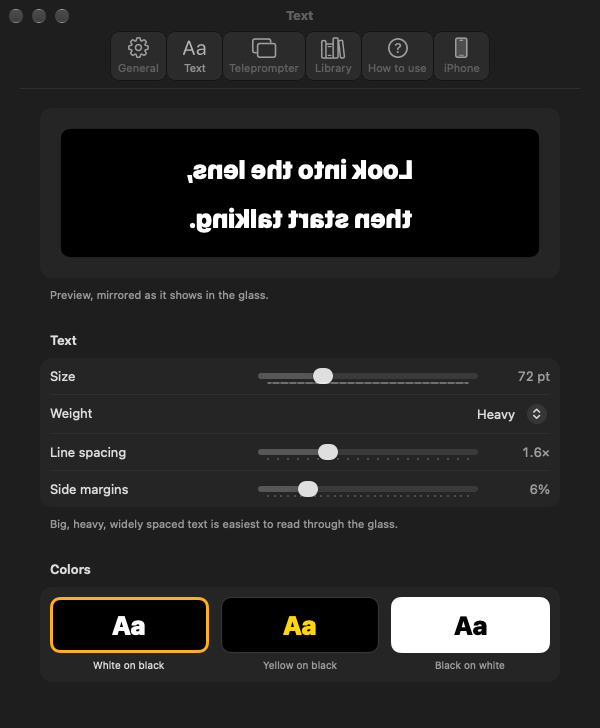 Text
General
Text
Teleprompter
Library
How to use
iPhone
Look into the lens,
then start talking.
Preview, mirrored as it shows in the glass.
Text
Size
72 pt
Weight
Heavy
Line spacing
1.6×
Side margins
6%
Big, heavy, widely spaced text is easiest to read through the glass.
Colors
Aa
Aa
Aa
White on black
Yellow on black
Black on white